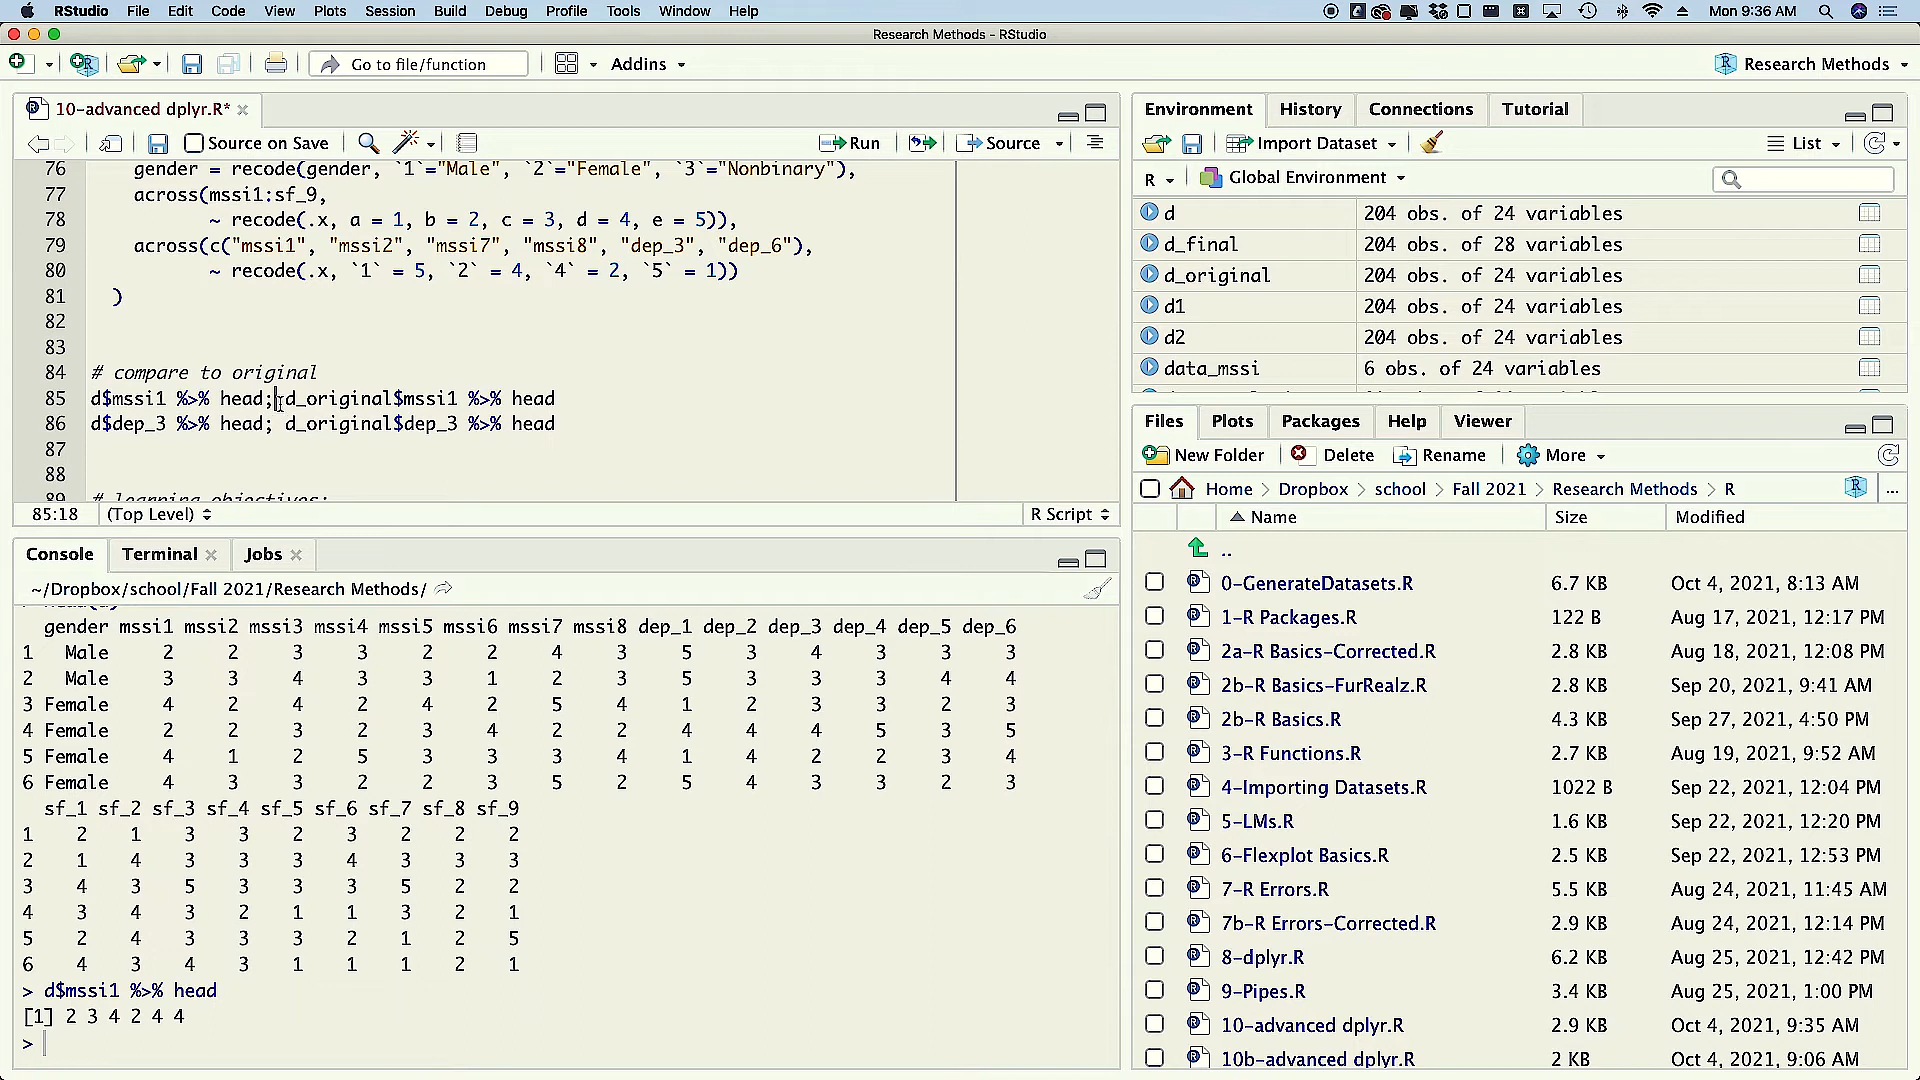 RStudio File Edit Code View Plots Session Build Debug Profile Tools Window Help Mon 9:36 AM
Research Methods - RStudio
Go to file/function Addins Research Methods
10-advanced dplyr.R*
Source on Save Run Source
76 gender = recode(gender, `1`="Male", `2`="Female", `3`="Nonbinary"),
77 across(mssi1:sf_9,
78 ~ recode(.x, a = 1, b = 2, c = 3, d = 4, e = 5)),
79 across(c("mssi1", "mssi2", "mssi7", "mssi8", "dep_3", "dep_6"),
80 ~ recode(.x, `1` = 5, `2` = 4, `4` = 2, `5` = 1))
81 )
82
83
84 # compare to original
85 d$mssi1 %>% head; d_original$mssi1 %>% head
86 d$dep_3 %>% head; d_original$dep_3 %>% head
87
88
89 # learning objectives:
85:18 (Top Level) R Script
Console Terminal Jobs
~/Dropbox/school/Fall 2021/Research Methods/
gender mssi1 mssi2 mssi3 mssi4 mssi5 mssi6 mssi7 mssi8 dep_1 dep_2 dep_3 dep_4 dep_5 dep_6
1 Male 2 2 3 3 2 2 4 3 5 3 4 3 3 3
2 Male 3 3 4 3 3 1 2 3 5 3 3 3 4 4
3 Female 4 2 4 2 4 2 5 4 1 2 3 3 2 3
4 Female 2 2 3 2 3 4 2 2 4 4 4 5 3 5
5 Female 4 1 2 5 3 3 3 4 1 4 2 2 3 4
6 Female 4 3 3 2 2 3 5 2 5 4 3 3 2 3
sf_1 sf_2 sf_3 sf_4 sf_5 sf_6 sf_7 sf_8 sf_9
1 2 1 3 3 2 3 2 2 2
2 1 4 3 3 3 4 3 3 3
3 4 3 5 3 3 3 5 2 2
4 3 4 3 2 1 1 3 2 1
5 2 4 3 3 3 2 1 2 5
6 4 3 4 3 1 1 1 2 1
> d$mssi1 %>% head
[1] 2 3 4 2 4 4
>
Environment History Connections Tutorial
Import Dataset List
R Global Environment
d 204 obs. of 24 variables
d_final 204 obs. of 28 variables
d_original 204 obs. of 24 variables
d1 204 obs. of 24 variables
d2 204 obs. of 24 variables
data_mssi 6 obs. of 24 variables
Files Plots Packages Help Viewer
New Folder Delete Rename More
Home > Dropbox > school > Fall 2021 > Research Methods > R ...
Name Size Modified
..
0-GenerateDatasets.R 6.7 KB Oct 4, 2021, 8:13 AM
1-R Packages.R 122 B Aug 17, 2021, 12:17 PM
2a-R Basics-Corrected.R 2.8 KB Aug 18, 2021, 12:08 PM
2b-R Basics-FurRealz.R 2.8 KB Sep 20, 2021, 9:41 AM
2b-R Basics.R 4.3 KB Sep 27, 2021, 4:50 PM
3-R Functions.R 2.7 KB Aug 19, 2021, 9:52 AM
4-Importing Datasets.R 1022 B Sep 22, 2021, 12:04 PM
5-LMs.R 1.6 KB Sep 22, 2021, 12:20 PM
6-Flexplot Basics.R 2.5 KB Sep 22, 2021, 12:53 PM
7-R Errors.R 5.5 KB Aug 24, 2021, 11:45 AM
7b-R Errors-Corrected.R 2.9 KB Aug 24, 2021, 12:14 PM
8-dplyr.R 6.2 KB Aug 25, 2021, 12:42 PM
9-Pipes.R 3.4 KB Aug 25, 2021, 1:00 PM
10-advanced dplyr.R 2.9 KB Oct 4, 2021, 9:35 AM
10b-advanced dplyr.R 2 KB Oct 4, 2021, 9:06 AM